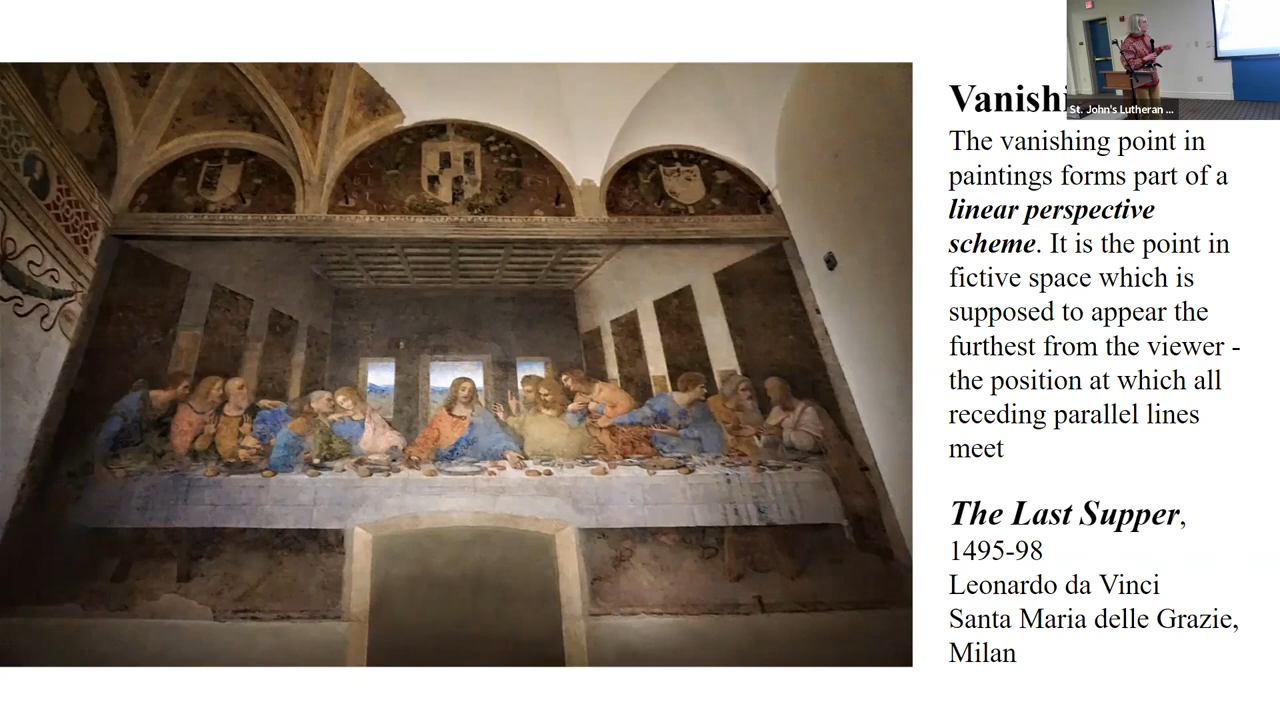 St. John's Lutheran ...
The vanishing point in
paintings forms part of a
linear perspective
scheme. It is the point in
fictive space which is
supposed to appear the
furthest from the viewer -
the position at which all
receding parallel lines
meet
The Last Supper,
1495-98
Leonardo da Vinci
Santa Maria delle Grazie,
Milan